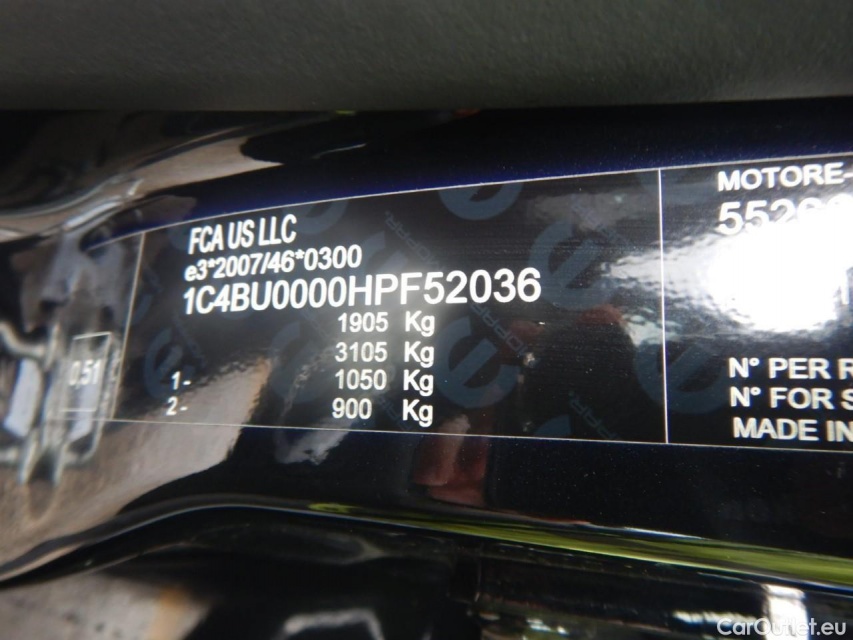 FCA US LLC
e3*2007/46*0300
1C4BU0000HPF52036
1905 Kg
3105 Kg
1- 1050 Kg
2- 900 Kg
0,51
MOTORE-
N° PER R
N° FOR S
MADE IN
CarOutlet.eu